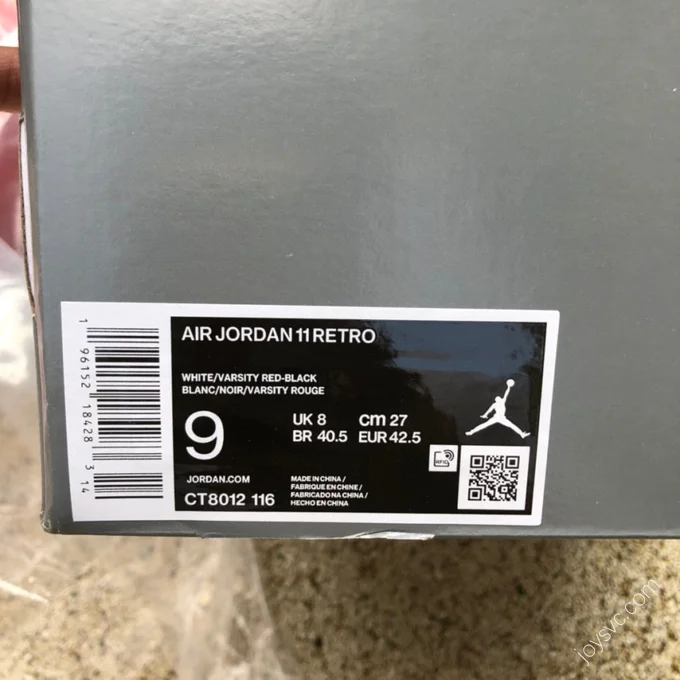 1 96152 18428 3 14
AIR JORDAN 11 RETRO
WHITE/VARSITY RED-BLACK
BLANC/NOIR/VARSITY ROUGE
9
UK 8 cm 27
BR 40.5 EUR 42.5
RFID
JORDAN.COM
CT8012 116
MADE IN CHINA /
FABRIQUE EN CHINE /
FABRICADO NA CHINA /
HECHO EN CHINA
joysvc.com